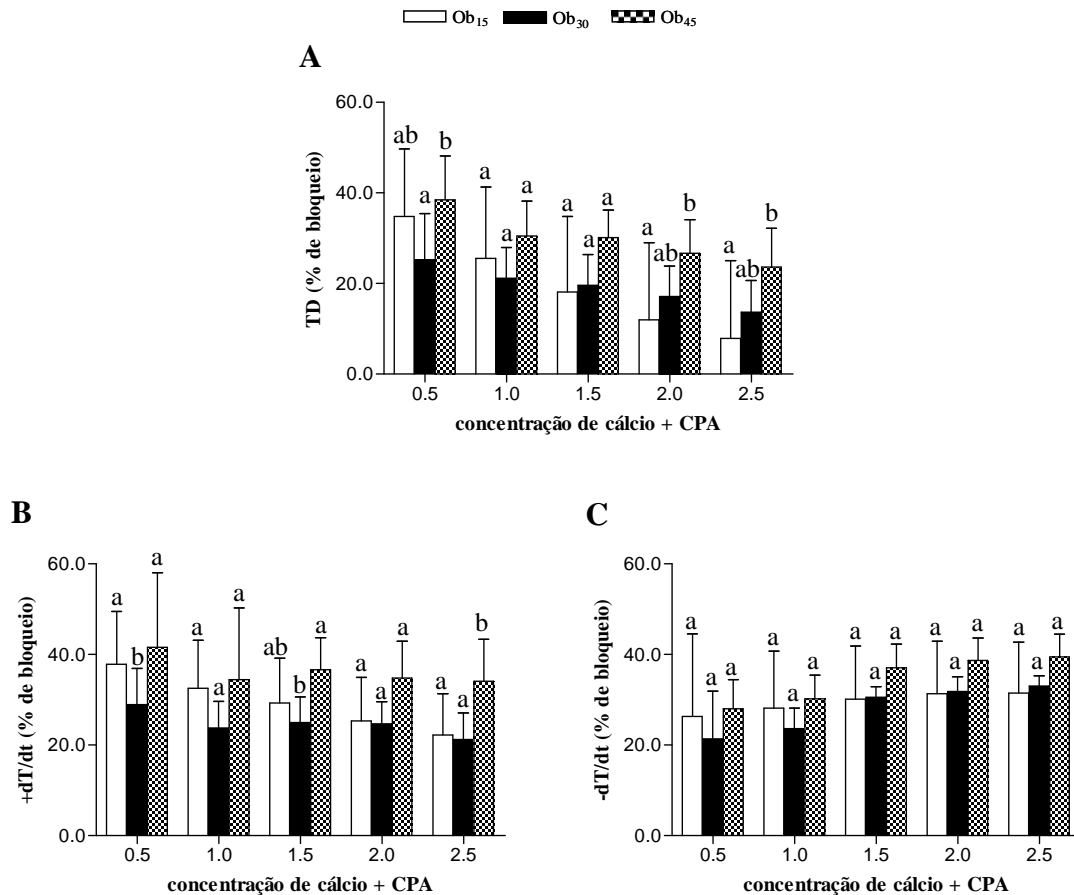 Ob15 Ob30 Ob45
A
TD (% de bloqueio)
60.0
40.0
20.0
0.0
ab a b
a a a
a a a
a ab b
a ab b
0.5 1.0 1.5 2.0 2.5
concentração de cálcio + CPA
B
+dT/dt (% de bloqueio)
60.0
40.0
20.0
0.0
a b a
a a a
ab b a
a a a
a a b
0.5 1.0 1.5 2.0 2.5
concentração de cálcio + CPA
C
-dT/dt (% de bloqueio)
60.0
40.0
20.0
0.0
a a a
a a a
a a a
a a a
a a a
0.5 1.0 1.5 2.0 2.5
concentração de cálcio + CPA